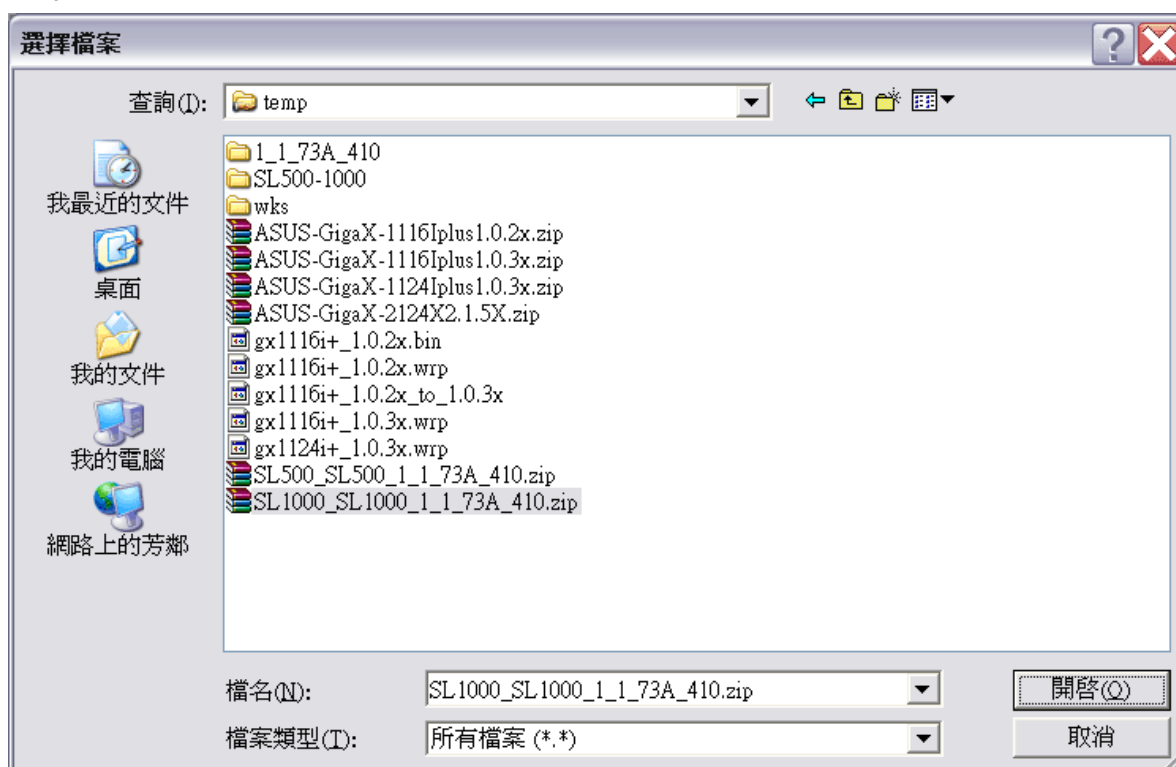 選擇檔案
查詢(I):
temp
我最近的文件
桌面
我的文件
我的電腦
網路上的芳鄰
1_1_73A_410
SL500-1000
wks
ASUS-GigaX-1116Iplus1.0.2x.zip
ASUS-GigaX-1116Iplus1.0.3x.zip
ASUS-GigaX-1124Iplus1.0.3x.zip
ASUS-GigaX-2124X2.1.5X.zip
gx1116i+_1.0.2x.bin
gx1116i+_1.0.2x.wrp
gx1116i+_1.0.2x_to_1.0.3x
gx1116i+_1.0.3x.wrp
gx1124i+_1.0.3x.wrp
SL500_SL500_1_1_73A_410.zip
SL1000_SL1000_1_1_73A_410.zip
檔名(N):
SL1000_SL1000_1_1_73A_410.zip
開啓(O)
檔案類型(T):
所有檔案 (*.*)
取消